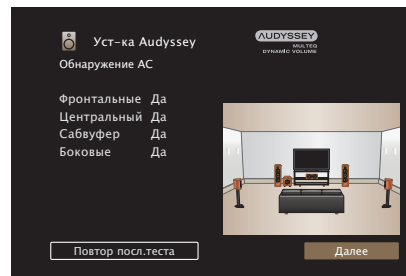 Уст-ка Audyssey
AUDYSSEY
MULTEQ
DYNAMIC VOLUME
Обнаружение АС
Фронтальные Да
Центральный Да
Сабвуфер Да
Боковые Да
Повтор посл.теста
Далее